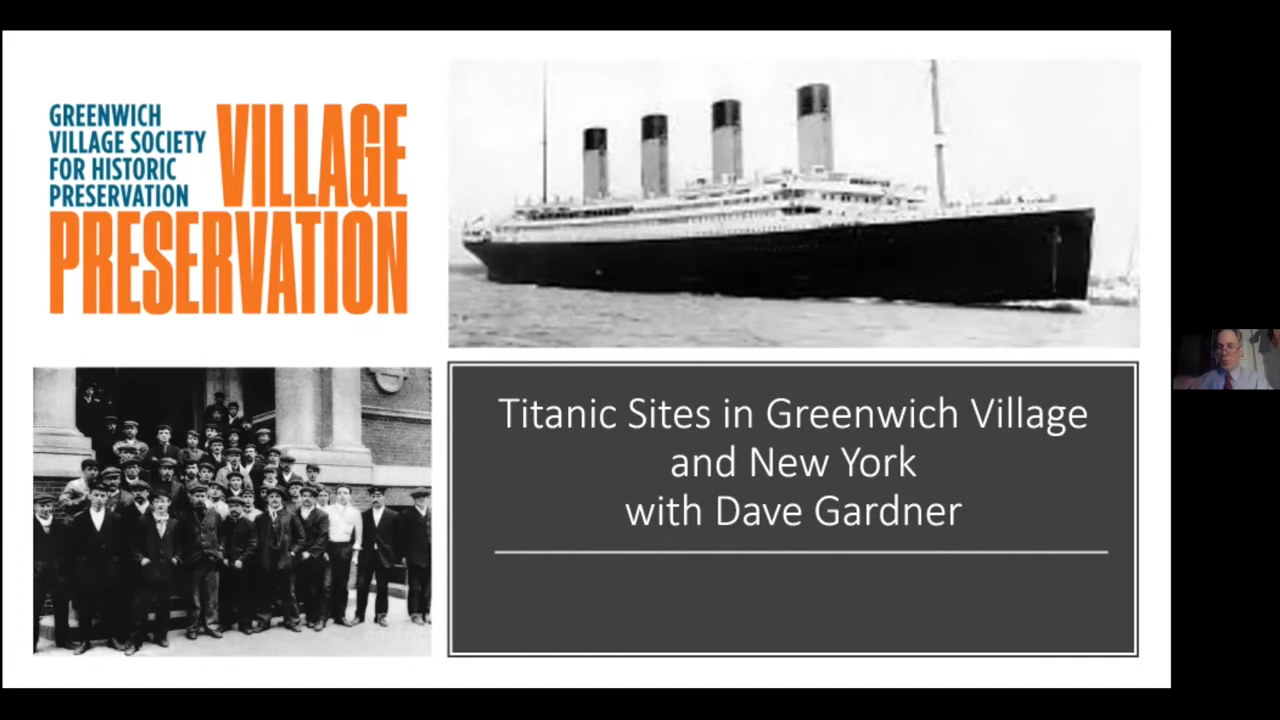 GREENWICH
VILLAGE SOCIETY
FOR HISTORIC
PRESERVATION
VILLAGE
PRESERVATION
Titanic Sites in Greenwich Village
and New York
with Dave Gardner